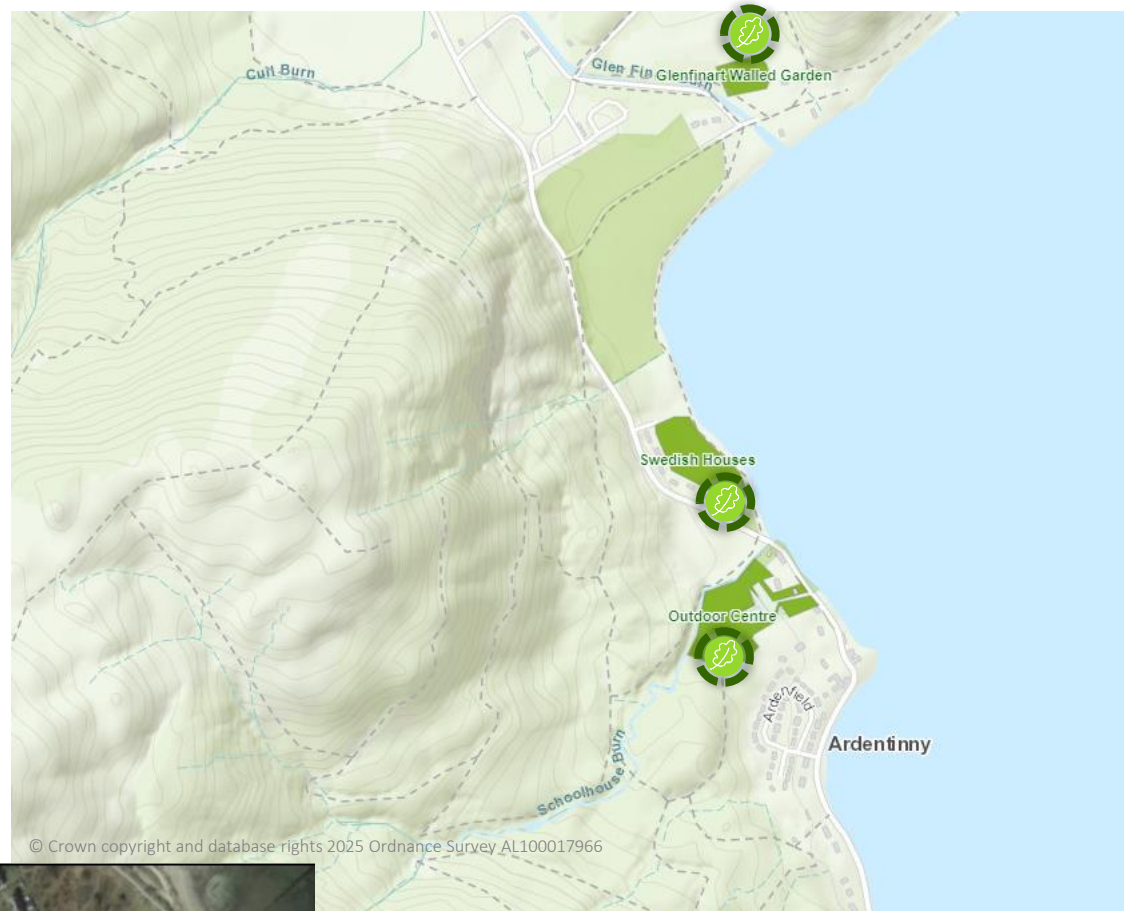 Cull Burn
Glen Fin
Burn
Glenfinart Walled Garden
Swedish Houses
Outdoor Centre
Ardenfield
Ardentinny
Schoolhouse Burn
© Crown copyright and database rights 2025 Ordnance Survey AL100017966